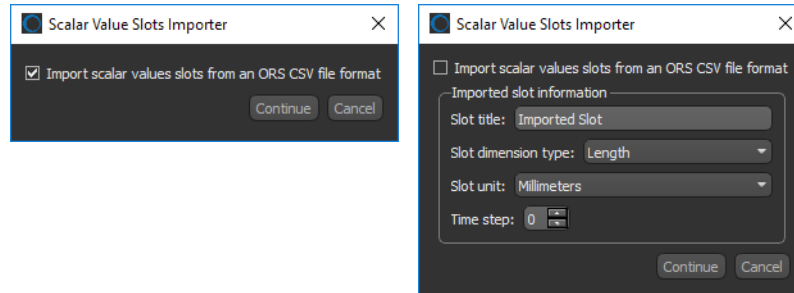 Scalar Value Slots Importer
Import scalar values slots from an ORS CSV file format
Continue Cancel
Scalar Value Slots Importer
Import scalar values slots from an ORS CSV file format
Imported slot information
Slot title: Imported Slot
Slot dimension type: Length
Slot unit: Millimeters
Time step: 0
Continue Cancel